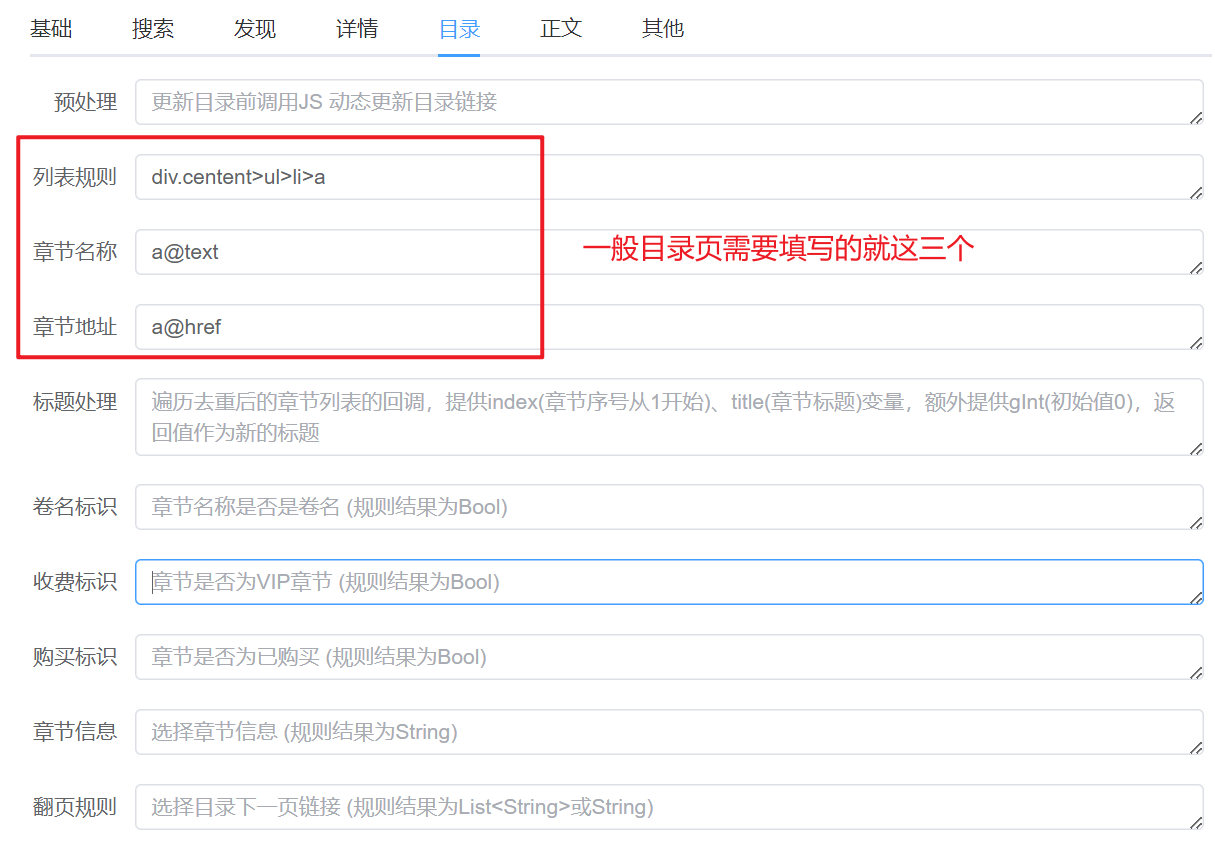 基础 搜索 发现 详情 目录 正文 其他
预处理 更新目录前调用JS 动态更新目录链接
列表规则 div.centent>ul>li>a
章节名称 a@text 一般目录页需要填写的就这三个
章节地址 a@href
标题处理 遍历去重后的章节列表的回调，提供index(章节序号从1开始)、title(章节标题)变量，额外提供gInt(初始值0)，返
回值作为新的标题
卷名标识 章节名称是否是卷名 (规则结果为Bool)
收费标识 章节是否为VIP章节 (规则结果为Bool)
购买标识 章节是否为已购买 (规则结果为Bool)
章节信息 选择章节信息 (规则结果为String)
翻页规则 选择目录下一页链接 (规则结果为List<String>或String)